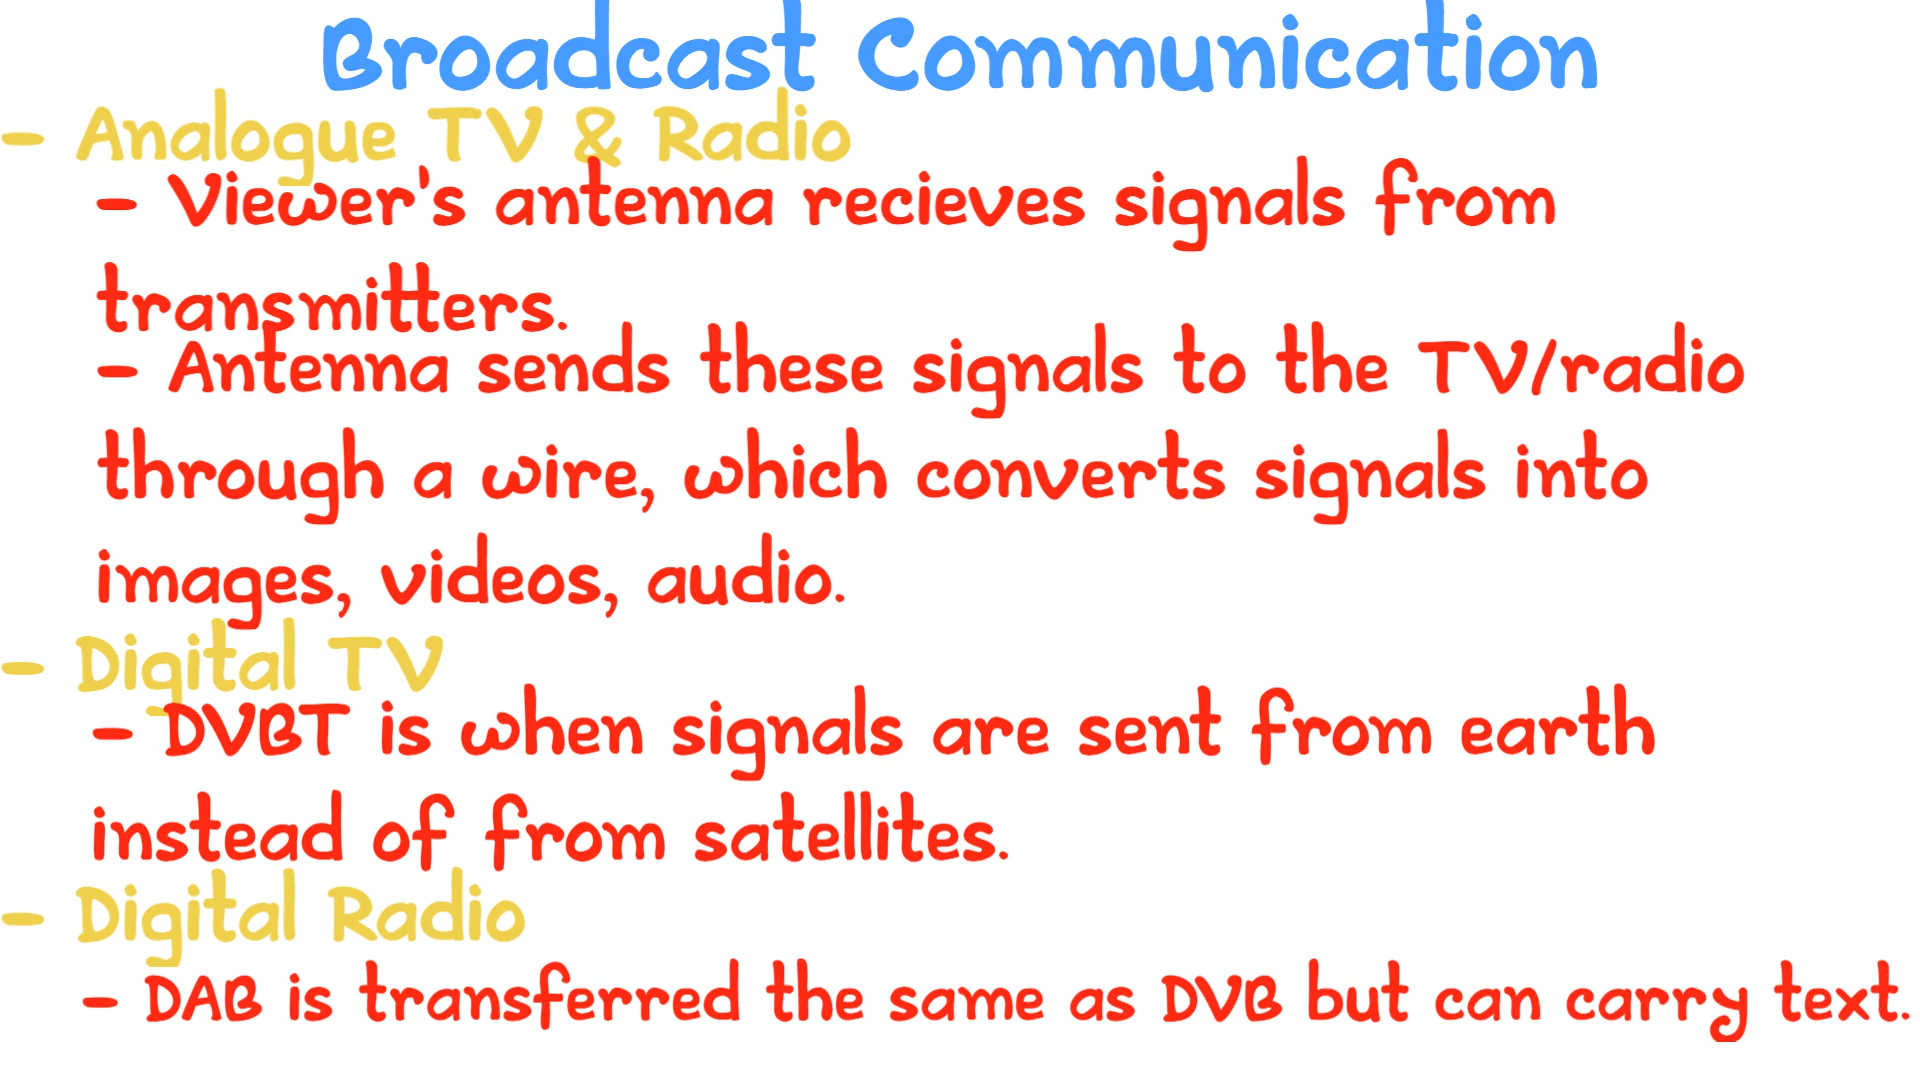 Broadcast Communication
- Analogue TV & Radio
- Viewer's antenna recieves signals from
transmitters.
- Antenna sends these signals to the TV/radio
through a wire, which converts signals into
images, videos, audio.
- Digital TV
- DVBT is when signals are sent from earth
instead of from satellites.
- Digital Radio
- DAB is transferred the same as DVB but can carry text.